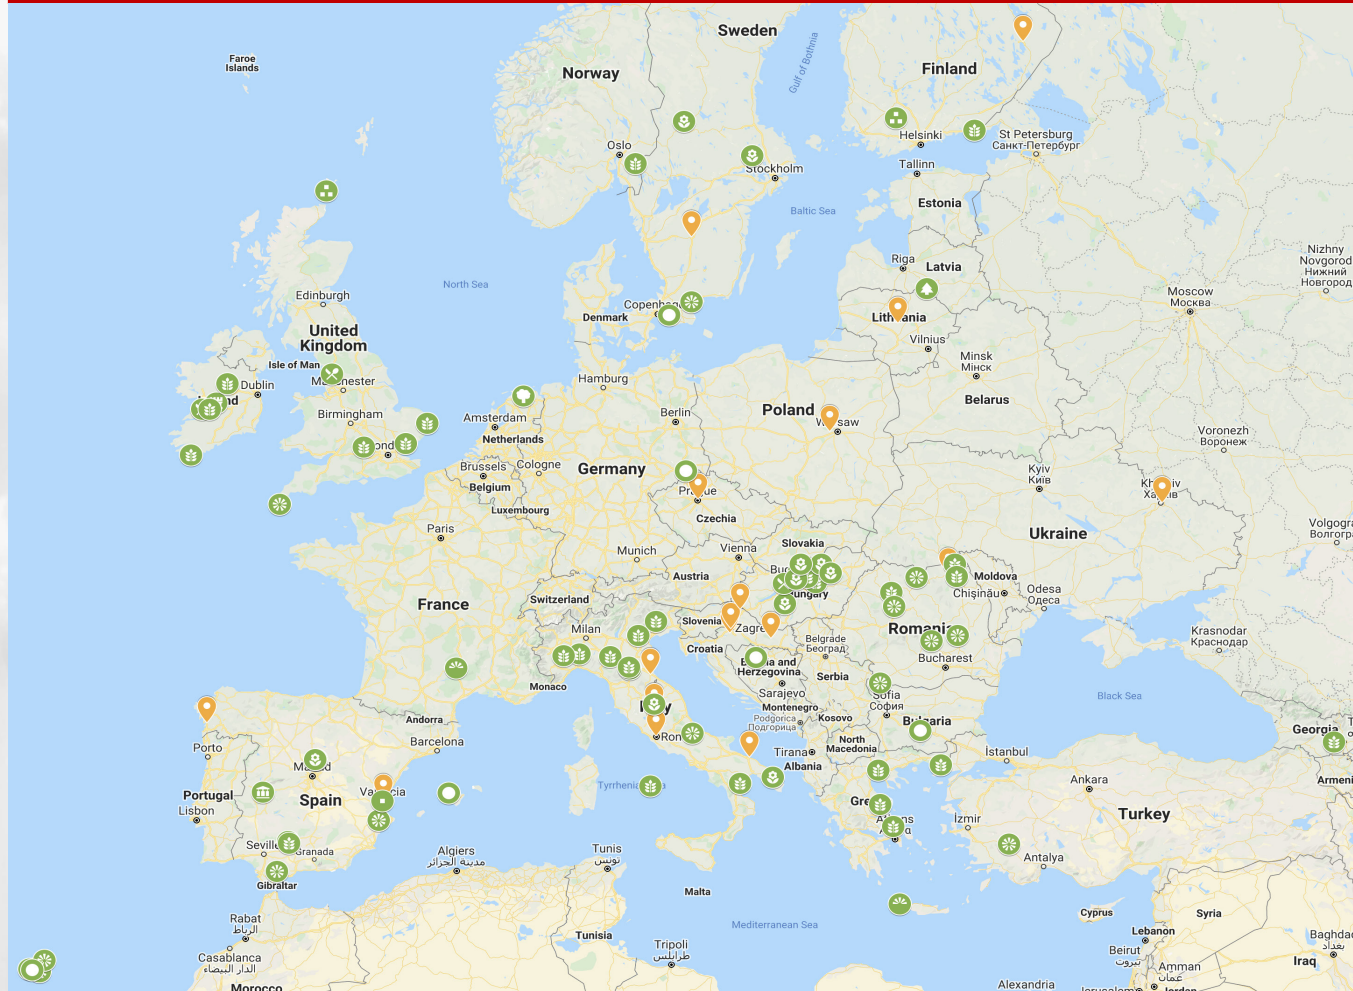 Sweden
Faroe
Islands
Norway
Finland
Gulf of Bothnia
Helsinki
St Petersburg
Санкт-Петербург
Oslo
Stockholm
Tallinn
Estonia
Baltic Sea
Nizhny
Novgorod
Нижний
Новгород
Riga
Latvia
Moscow
Москва
North Sea
Edinburgh
Denmark
Vilnius
United
Kingdom
Isle of Man
Minsk
Мінск
Dublin
Hamburg
Belarus
Birmingham
Amsterdam
Berlin
Poland
Netherlands
Voronezh
Воронеж
Brussels
Cologne
Germany
Belgium
Kyiv
Київ
Luxembourg
Czechia
Paris
Ukraine
Slovakia
Munich
Vienna
Austria
Moldova
Chişinău
Odesa
Одеса
France
Switzerland
Slovenia
Milan
Croatia
Belgrade
Београд
Bucharest
Krasnodar
Краснодар
Herzegovina
Serbia
Monaco
Sarajevo
Sofia
София
Black Sea
Montenegro
Podgorica
Подгорица
Kosovo
Bulgaria
Andorra
Barcelona
Porto
North
Macedonia
Tirana
Albania
İstanbul
Georgia
Ankara
Portugal
Lisbon
Spain
Turkey
İzmir
Antalya
Granada
Gibraltar
Algiers
مدينة الجزائر
Tunis
تونس
Malta
Cyprus
Syria
Rabat
الرباط
Mediterranean Sea
Tunisia
Lebanon
Beirut
بيروت
Casablanca
الدار البيضاء
Tripoli
طرابلس
Iraq
Amman
عمان
Morocco
Alexandria